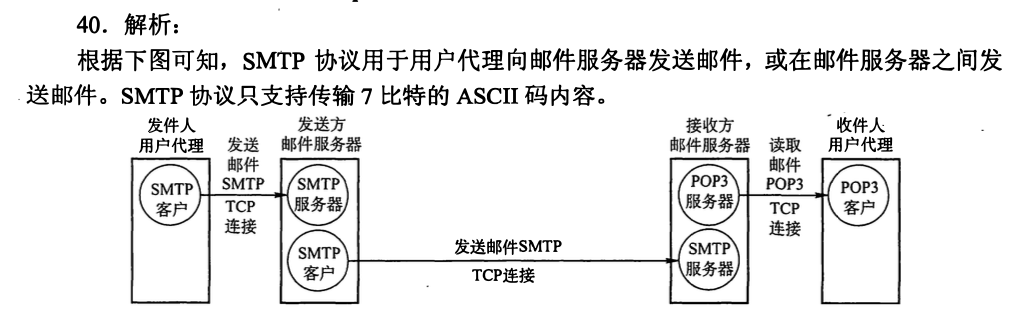 40．解析：
根据下图可知，SMTP 协议用于用户代理向邮件服务器发送邮件，或在邮件服务器之间发
送邮件。SMTP 协议只支持传输 7 比特的 ASCII 码内容。
发件人
用户代理
发送
邮件
SMTP
TCP
连接
发送方
邮件服务器
接收方
邮件服务器
读取
邮件
POP3
TCP
连接
收件人
用户代理
SMTP
客户
SMTP
服务器
POP3
服务器
POP3
客户
SMTP
客户
发送邮件SMTP
TCP连接
SMTP
服务器